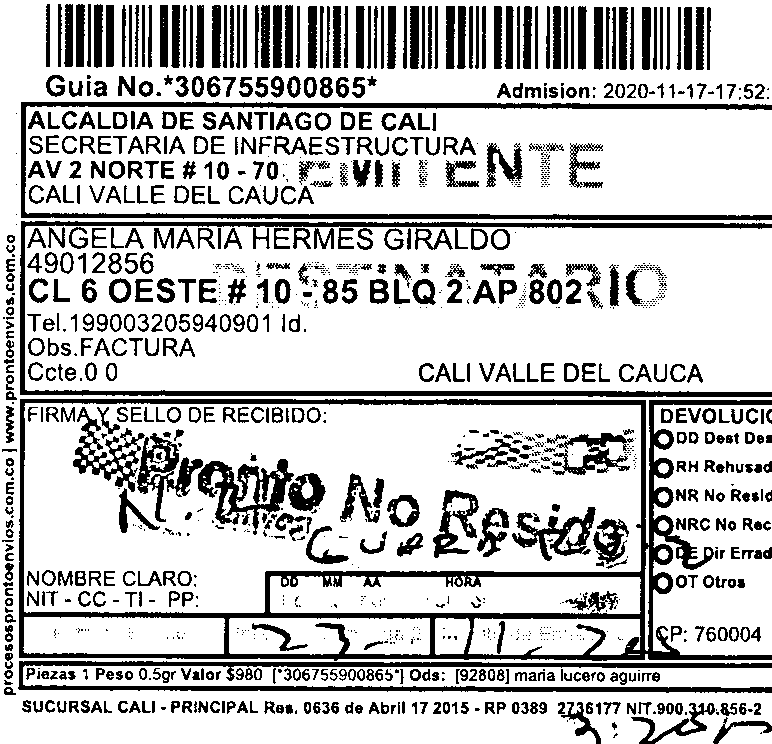 Guia No.*306755900865*
Admision: 2020-11-17-17:52:
ALCALDIA DE SANTIAGO DE CALI
SECRETARIA DE INFRAESTRUCTURA
AV 2 NORTE # 10 - 70
CALI VALLE DEL CAUCA
ANGELA MARIA HERMES GIRALDO
49012856
DESTINATARIO
CL 6 OESTE # 10 - 85 BLQ 2 AP 802
Tel.199003205940901 Id.
Obs.FACTURA
Ccte.0 0
CALI VALLE DEL CAUCA
procesosprontoenvios.com.co | www.prontoenvios.com.co
FIRMA Y SELLO DE RECIBIDO:
Pronto
No Reside
DEVOLUCIO
DD Dest Des
RH Rehusad
NR No Resid
NRC No Rec
DE Dir Errad
OT Otros
NOMBRE CLARO:
NIT - CC - TI - PP:
DD MM AA HORA
23- 11
CP: 760004
Piezas 1 Peso 0.5gr Valor $980 [*306755900865*] Ods: [92808] maria lucero aguirre
SUCURSAL CALI - PRINCIPAL Res. 0636 de Abril 17 2015 - RP 0389 2736177 NIT.900.310.856-2